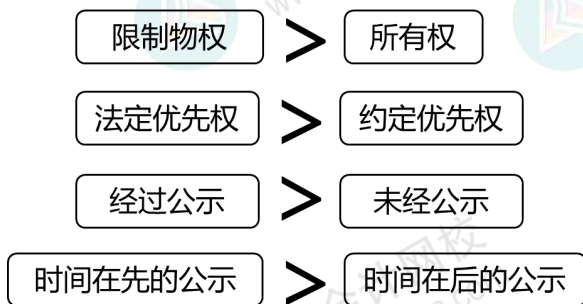 限制物权 > 所有权
法定优先权 > 约定优先权
经过公示 > 未经公示
时间在先的公示 > 时间在后的公示